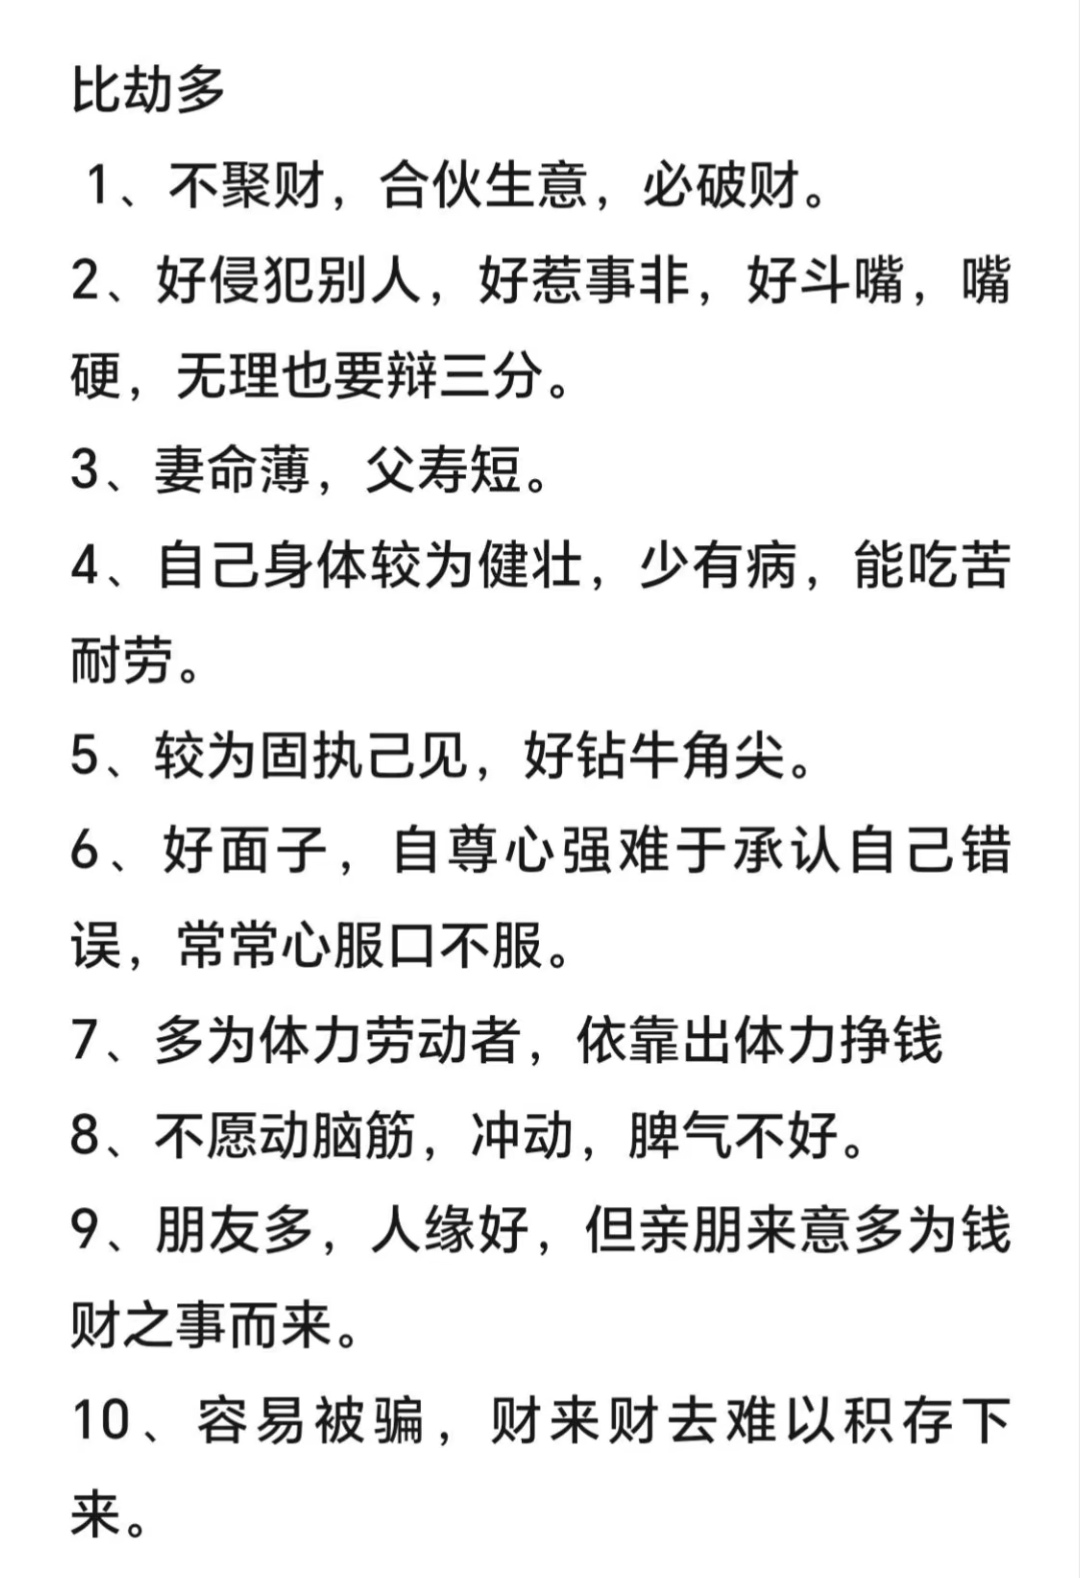 比劫多
1、不聚财，合伙生意，必破财。
2、好侵犯别人，好惹事非，好斗嘴，嘴
硬，无理也要辩三分。
3、妻命薄，父寿短。
4、自己身体较为健壮，少有病，能吃苦
耐劳。
5、较为固执己见，好钻牛角尖。
6、好面子，自尊心强难于承认自己错
误，常常心服口不服。
7、多为体力劳动者，依靠出体力挣钱
8、不愿动脑筋，冲动，脾气不好。
9、朋友多，人缘好，但亲朋来意多为钱
财之事而来。
10、容易被骗，财来财去难以积存下
来。